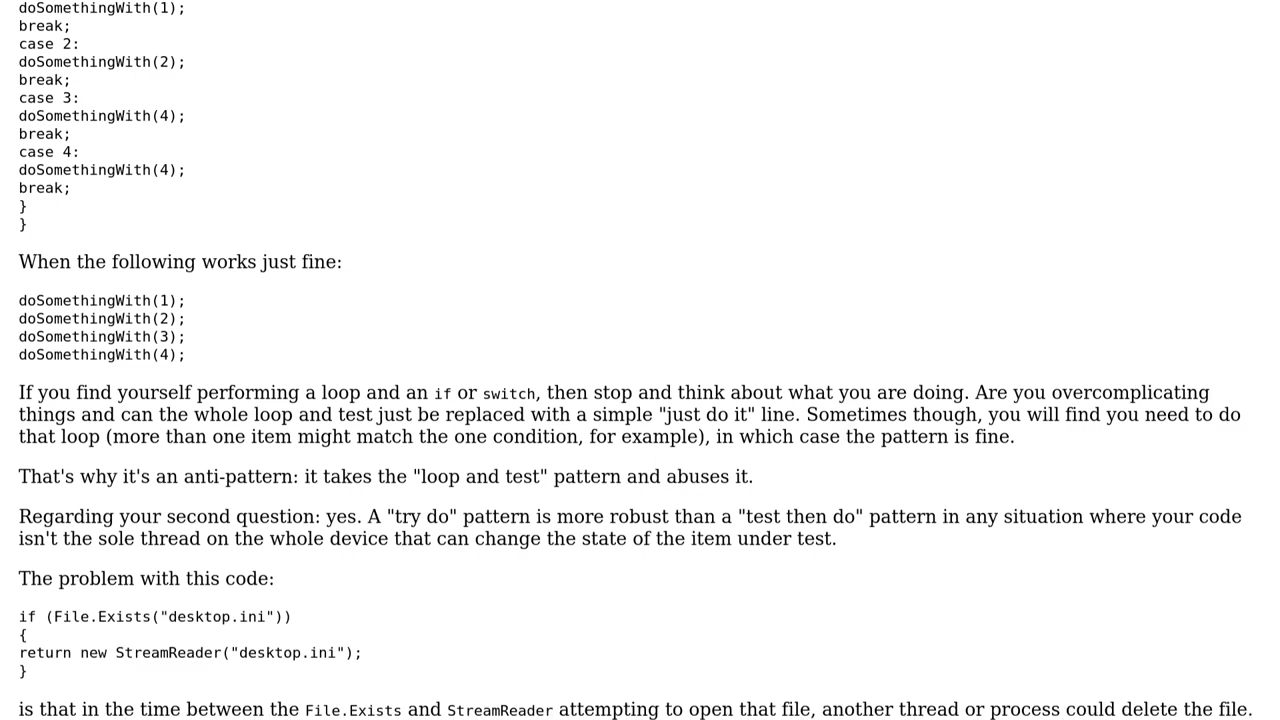 doSomethingWith(1);
break;
case 2:
doSomethingWith(2);
break;
case 3:
doSomethingWith(4);
break;
case 4:
doSomethingWith(4);
break;
}
}
When the following works just fine:
doSomethingWith(1);
doSomethingWith(2);
doSomethingWith(3);
doSomethingWith(4);
If you find yourself performing a loop and an if or switch, then stop and think about what you are doing. Are you overcomplicating
things and can the whole loop and test just be replaced with a simple "just do it" line. Sometimes though, you will find you need to do
that loop (more than one item might match the one condition, for example), in which case the pattern is fine.
That's why it's an anti-pattern: it takes the "loop and test" pattern and abuses it.
Regarding your second question: yes. A "try do" pattern is more robust than a "test then do" pattern in any situation where your code
isn't the sole thread on the whole device that can change the state of the item under test.
The problem with this code:
if (File.Exists("desktop.ini"))
{
return new StreamReader("desktop.ini");
}
is that in the time between the File.Exists and StreamReader attempting to open that file, another thread or process could delete the file.